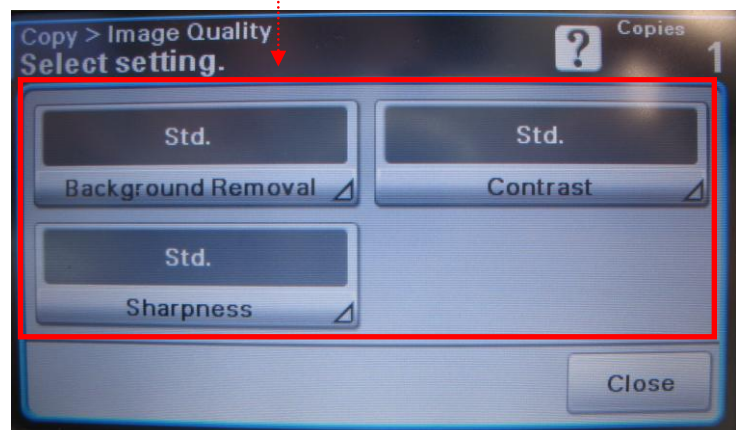 Copy > Image Quality
Copies
Select setting.
?
1
Std.
Std.
Background Removal
Contrast
Std.
Sharpness
Close